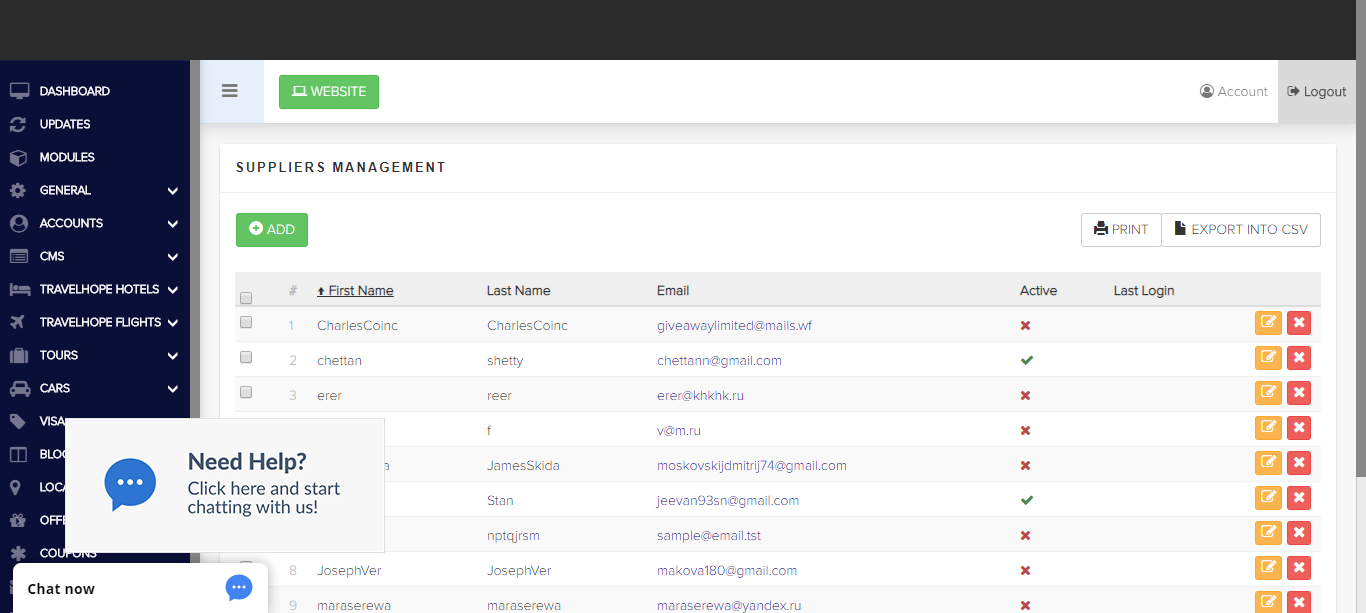 WEBSITE
Account
Logout
DASHBOARD
UPDATES
MODULES
GENERAL
ACCOUNTS
CMS
TRAVELHOPE HOTELS
TRAVELHOPE FLIGHTS
TOURS
CARS
VISA
BLO
LOCA
OFFE
COUPONS
SUPPLIERS MANAGEMENT
ADD
PRINT
EXPORT INTO CSV
# First Name Last Name Email Active Last Login
1 CharlesCoinc CharlesCoinc giveawaylimited@mails.wf
2 chettan shetty chettann@gmail.com
3 erer reer erer@khkhk.ru
f v@m.ru
a JamesSkida moskovskijdmitrij74@gmail.com
Stan jeevan93sn@gmail.com
nptqjrsm sample@email.tst
8 JosephVer JosephVer makova180@gmail.com
9 maraserewa maraserewa maraserewa@yandex.ru
Need Help?
Click here and start
chatting with us!
Chat now